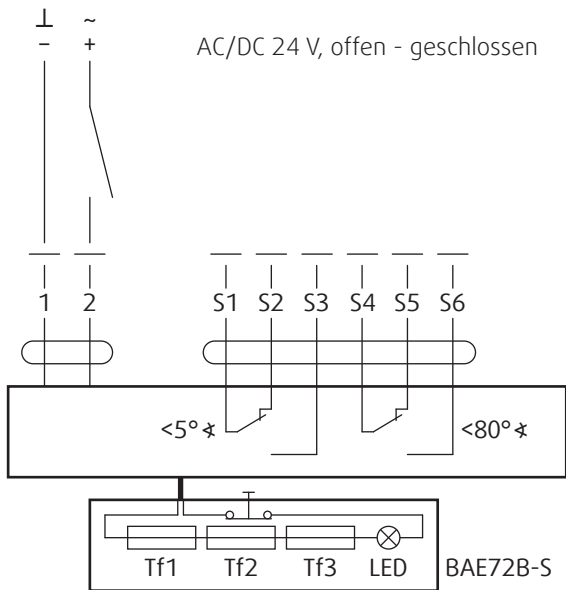 ⊥ ~
− + AC/DC 24 V, offen - geschlossen
1 2 S1 S2 S3 S4 S5 S6
<5°∢ <80°∢
Tf1 Tf2 Tf3 LED BAE72B-S